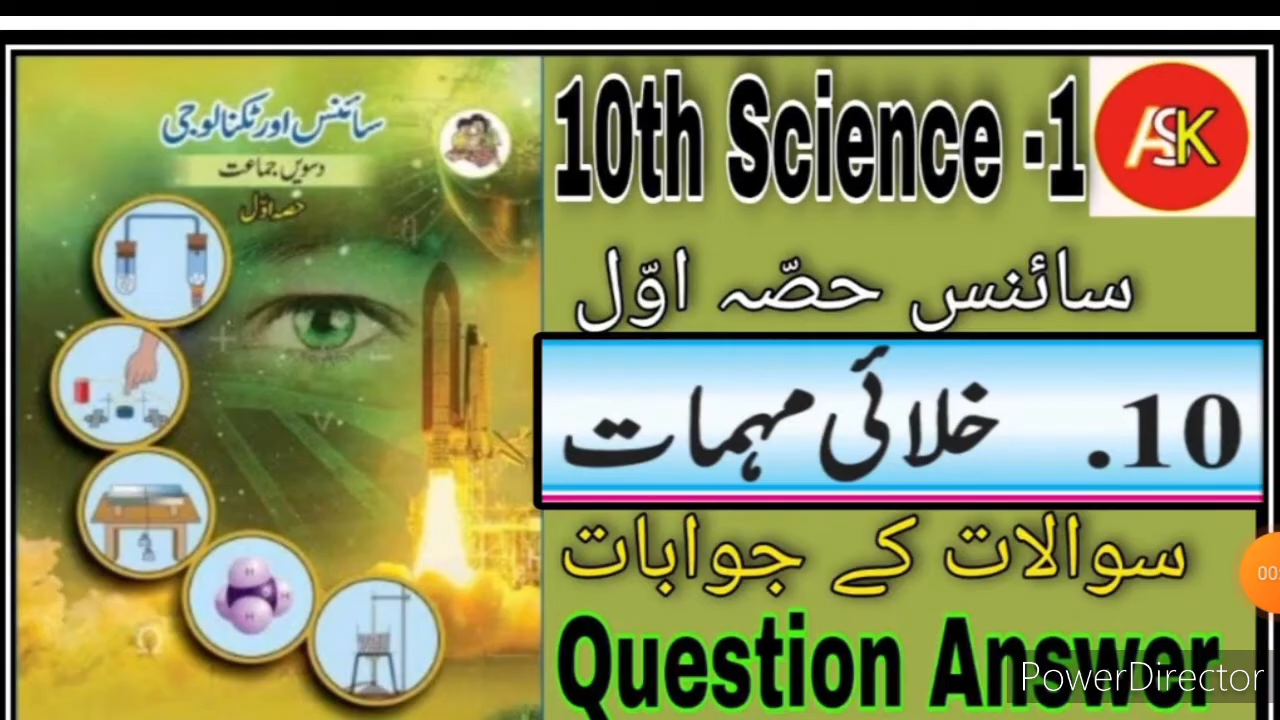 سائنس اور ٹکنالوجی
دسویں جماعت
حصہ اوّل
10th Science -1
ASK
سائنس حصّہ اوّل
10. خلائی مہمات
سوالات کے جوابات
Question Answer
00:
PowerDirector